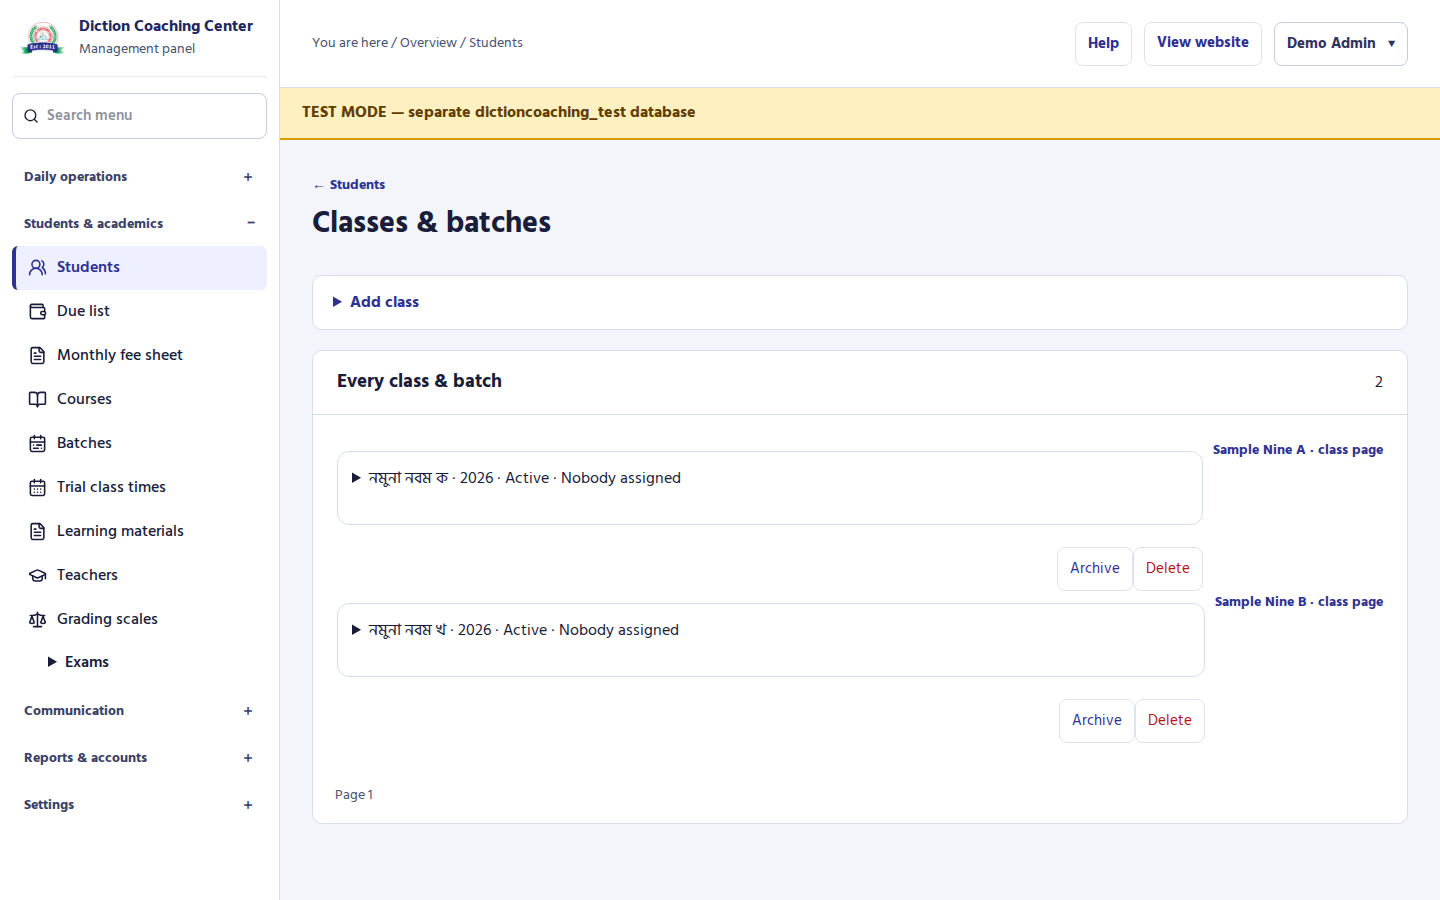 Diction Coaching Center
Management panel
Est : 2011
Search menu
Daily operations +
Students & academics −
Students
Due list
Monthly fee sheet
Courses
Batches
Trial class times
Learning materials
Teachers
Grading scales
▶ Exams
Communication +
Reports & accounts +
Settings +
You are here / Overview / Students
Help
View website
Demo Admin ▼
TEST MODE — separate dictioncoaching_test database
← Students
Classes & batches
▶ Add class
Every class & batch 2
▶ নমুনা নবম ক · 2026 · Active · Nobody assigned
Sample Nine A · class page
Archive Delete
▶ নমুনা নবম খ · 2026 · Active · Nobody assigned
Sample Nine B · class page
Archive Delete
Page 1